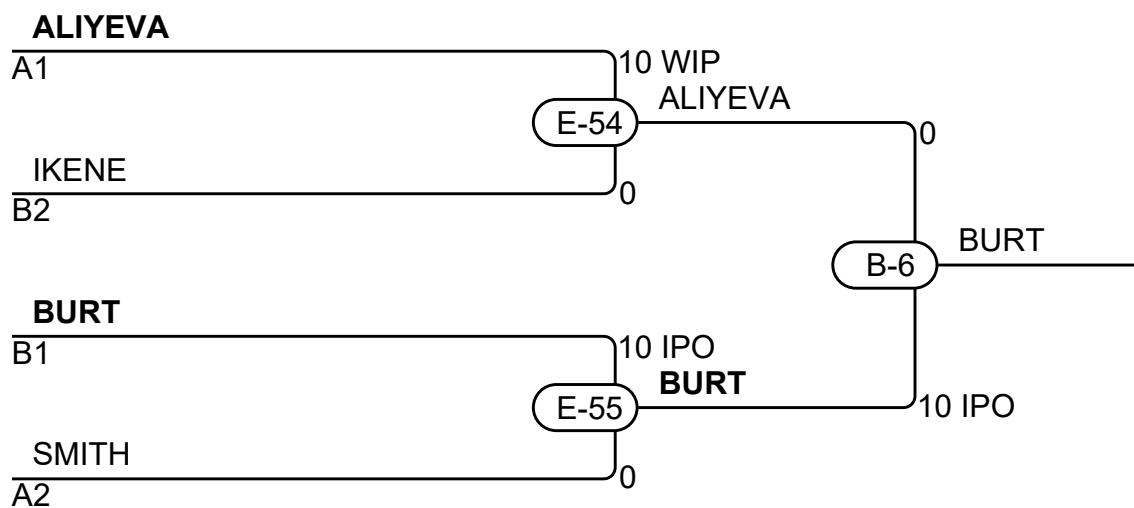 ALIYEVA
A1
10 WIP
ALIYEVA
E-54
0
IKENE
B2
0
BURT
B-6
BURT
B1
10 IPO
BURT
E-55
10 IPO
SMITH
A2
0